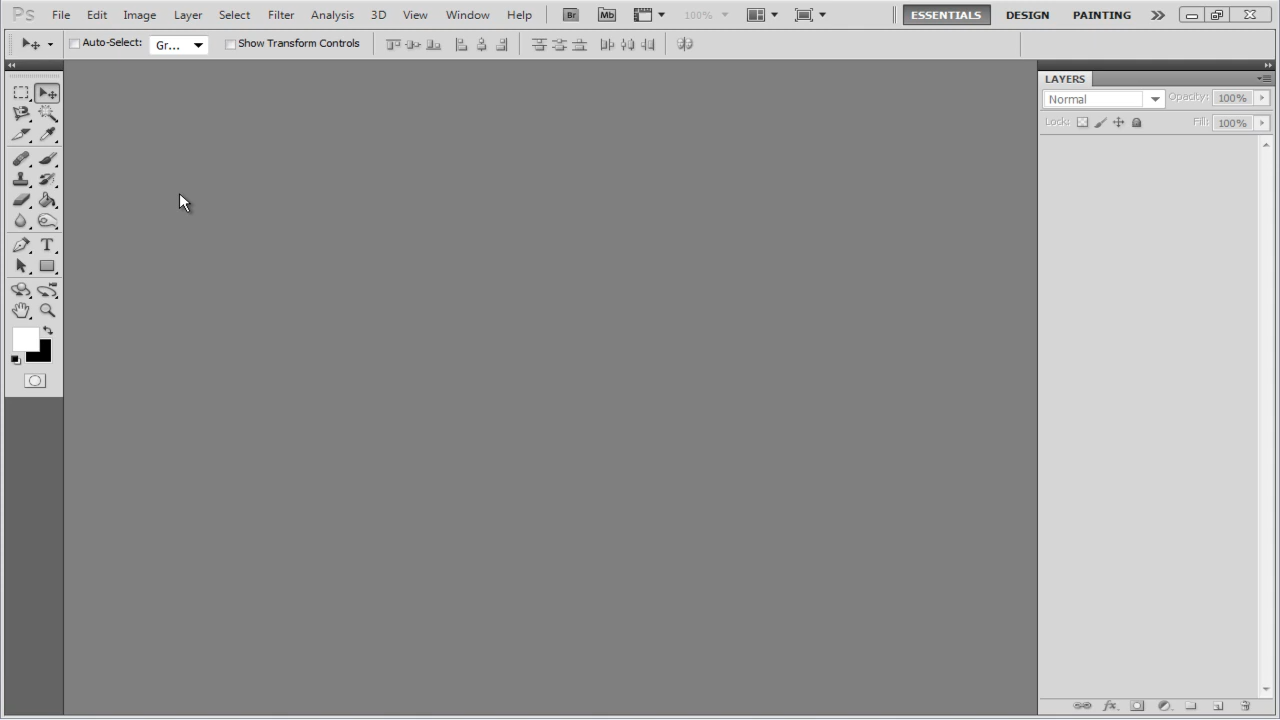 Ps File Edit Image Layer Select Filter Analysis 3D View Window Help Br Mb 100% ESSENTIALS DESIGN PAINTING
Auto-Select: Gr... Show Transform Controls
LAYERS
Normal Opacity: 100%
Lock: Fill: 100%
T
fx